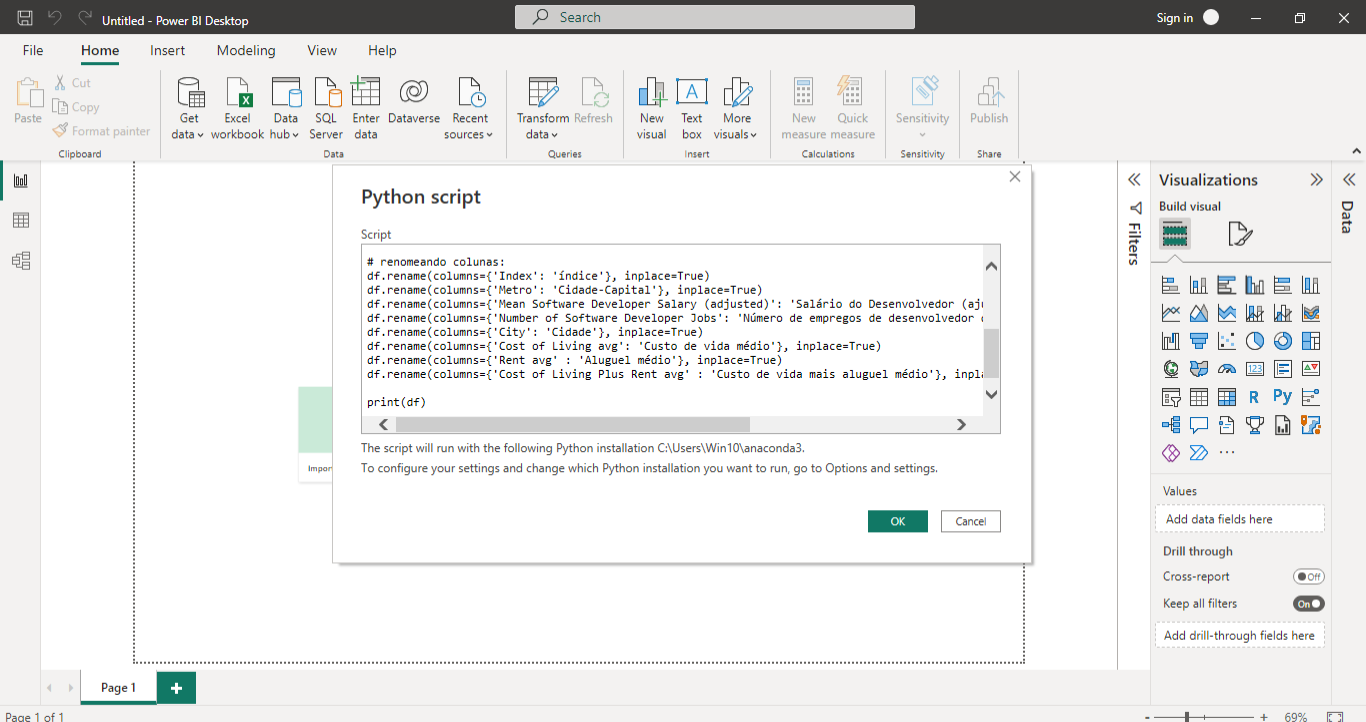 Untitled - Power BI Desktop
Search
Sign in
File Home Insert Modeling View Help
Paste
Cut
Copy
Format painter
Clipboard
Get data
Excel workbook
Data hub
SQL Server
Enter data
Dataverse
Recent sources
Data
Transform data
Refresh
Queries
New visual
Text box
More visuals
Insert
New measure
Quick measure
Calculations
Sensitivity
Sensitivity
Publish
Share
Python script
Script
# renomeando colunas:
df.rename(columns={'Index': 'índice'}, inplace=True)
df.rename(columns={'Metro': 'Cidade-Capital'}, inplace=True)
df.rename(columns={'Mean Software Developer Salary (adjusted)': 'Salário do Desenvolvedor (aj
df.rename(columns={'Number of Software Developer Jobs': 'Número de empregos de desenvolvedor
df.rename(columns={'City': 'Cidade'}, inplace=True)
df.rename(columns={'Cost of Living avg': 'Custo de vida médio'}, inplace=True)
df.rename(columns={'Rent avg' : 'Aluguel médio'}, inplace=True)
df.rename(columns={'Cost of Living Plus Rent avg' : 'Custo de vida mais aluguel médio'}, inpl
print(df)
The script will run with the following Python installation C:\Users\Win10\anaconda3.
To configure your settings and change which Python installation you want to run, go to Options and settings.
OK
Cancel
Impor
Filters
Visualizations
Build visual
123
R
Py
Values
Add data fields here
Drill through
Cross-report
Off
Keep all filters
On
Add drill-through fields here
Data
Page 1
Page 1 of 1
- + 69%